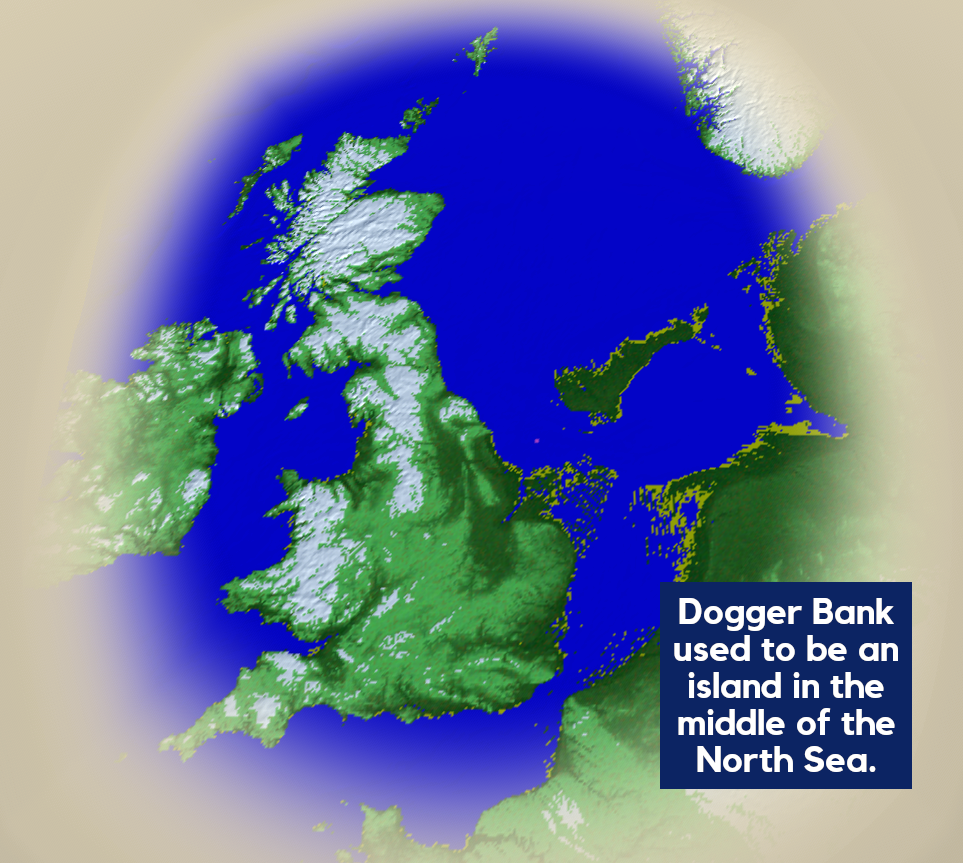 Dogger Bank
used to be an
island in the
middle of the
North Sea.